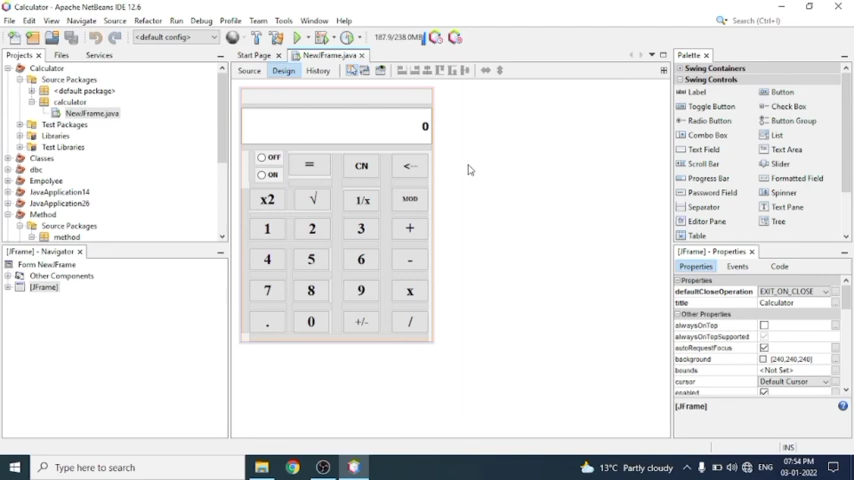 Calculator - Apache NetBeans IDE 12.6
File Edit View Navigate Source Refactor Run Debug Profile Team Tools Window Help
Search (Ctrl+I)
<default config>
187.9/238.0MB
Projects Files Services
Calculator
Source Packages
<default package>
calculator
NewJFrame.java
Test Packages
Libraries
Test Libraries
Classes
dbc
Empolyee
JavaApplication14
JavaApplication26
Method
Source Packages
method
[JFrame] - Navigator
Form NewJFrame
Other Components
[JFrame]
Start Page NewJFrame.java
Source Design History
0
OFF
ON
= CN <--
x2 √ 1/x MOD
1 2 3 +
4 5 6 -
7 8 9 x
. 0 +/- /
Palette
Swing Containers
Swing Controls
Label Button
Toggle Button Check Box
Radio Button Button Group
Combo Box List
Text Field Text Area
Scroll Bar Slider
Progress Bar Formatted Field
Password Field Spinner
Separator Text Pane
Editor Pane Tree
Table
[JFrame] - Properties
Properties Events Code
Properties
defaultCloseOperation EXIT_ON_CLOSE
title Calculator
Other Properties
alwaysOnTop
alwaysOnTopSupported
autoRequestFocus
background [240,240,240]
bounds <Not Set>
cursor Default Cursor
enabled
[JFrame]
INS
Type here to search
13°C Partly cloudy
ENG
07:54 PM
03-01-2022